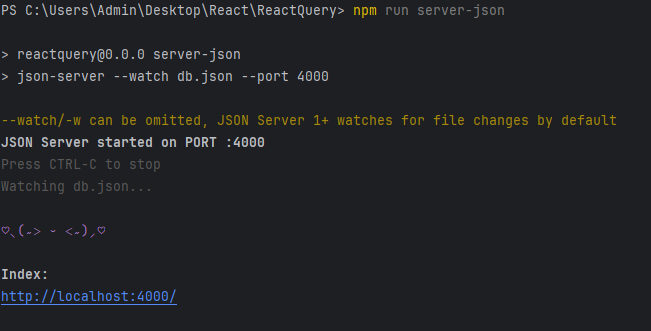 PS C:\Users\Admin\Desktop\React\ReactQuery> npm run server-json
> reactquery@0.0.0 server-json
> json-server --watch db.json --port 4000
--watch/-w can be omitted, JSON Server 1+ watches for file changes by default
JSON Server started on PORT :4000
Press CTRL-C to stop
Watching db.json...
♡⸜(˶˃ ᵕ ˂˶)⸝♡
Index:
http://localhost:4000/